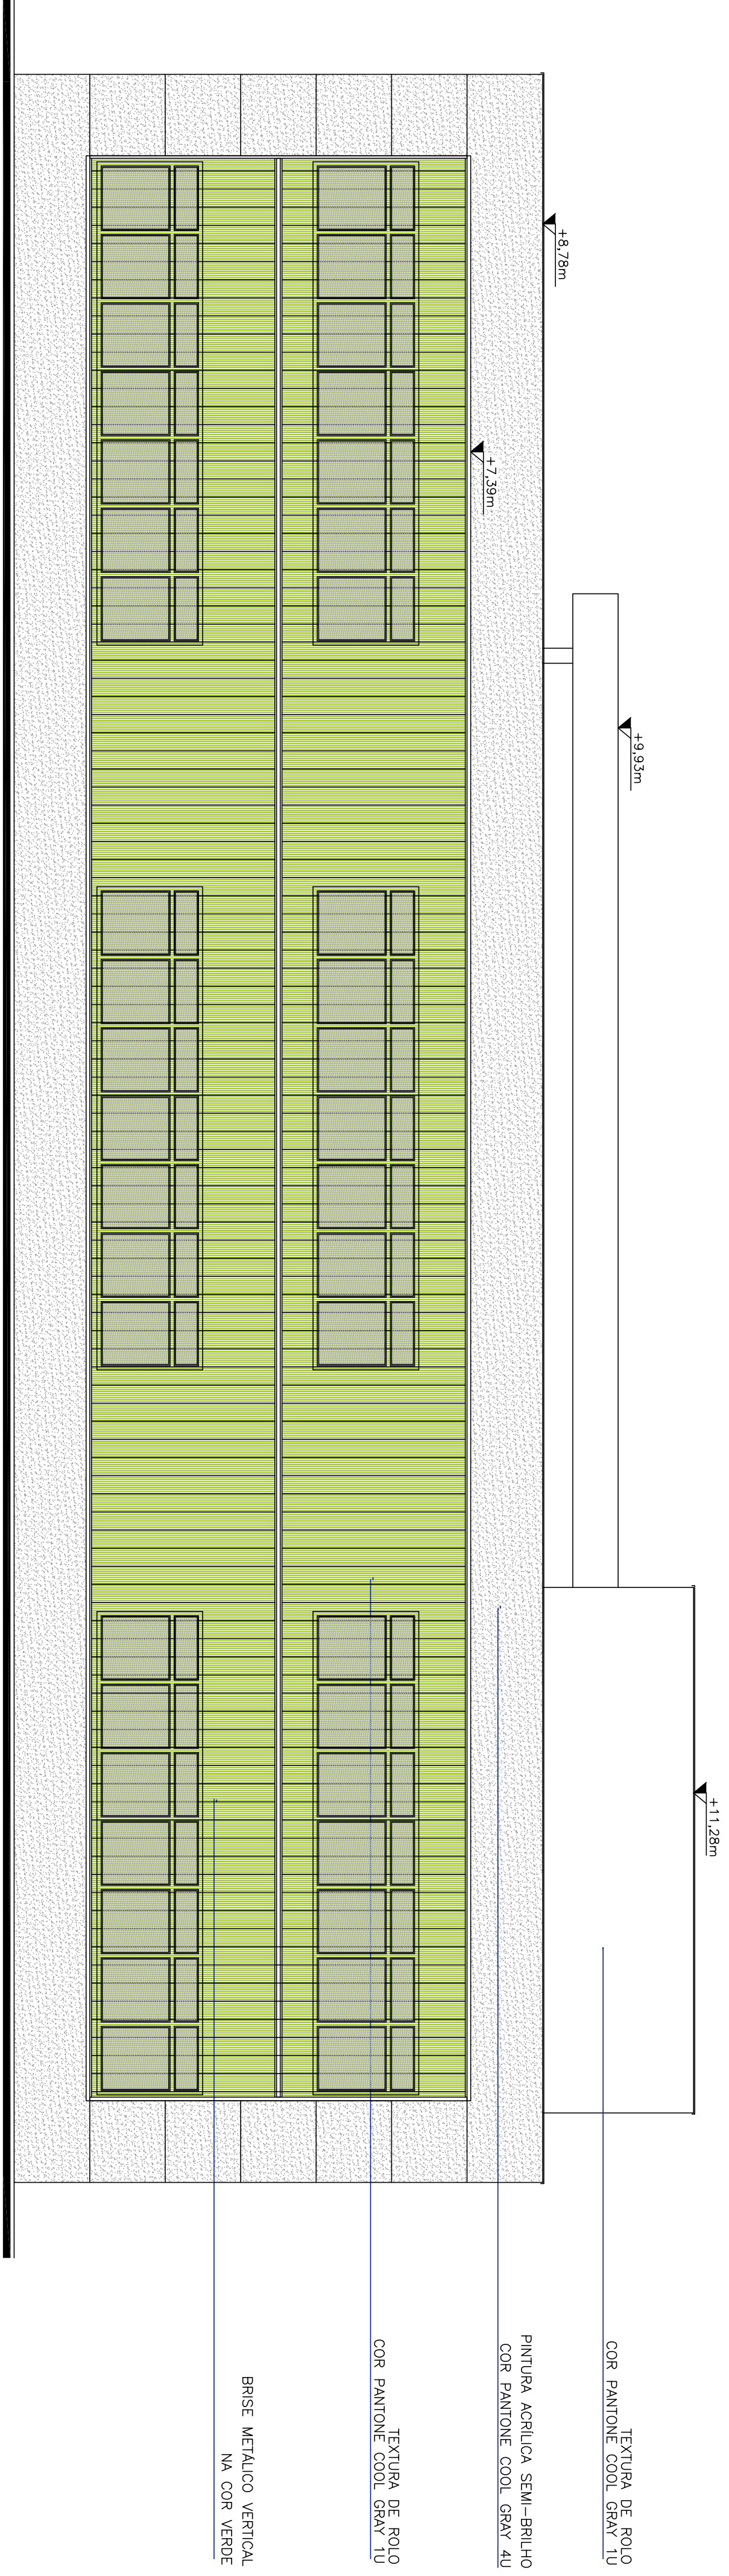 +8,78m
+7,39m
+9,93m
+11,28m
TEXTURA DE ROLO
COR PANTONE COOL GRAY 1U
PINTURA ACRÍLICA SEMI-BRILHO
COR PANTONE COOL GRAY 4U
TEXTURA DE ROLO
COR PANTONE COOL GRAY 1U
BRISE METÁLICO VERTICAL
NA COR VERDE